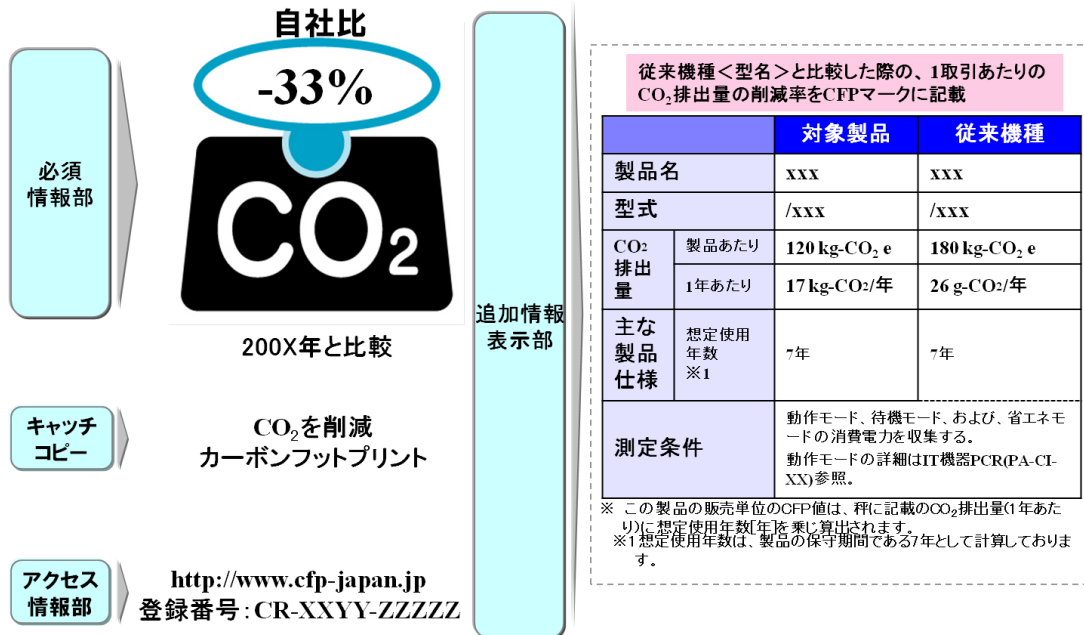 必須
情報部
自社比
-33%
CO2
200X年と比較
キャッチ
コピー
CO2を削減
カーボンフットプリント
アクセス
情報部
http://www.cfp-japan.jp
登録番号：CR-XXYY-ZZZZZ
追加情報
表示部
従来機種＜型名＞と比較した際の、1取引あたりの
CO2排出量の削減率をCFPマークに記載
対象製品 従来機種
製品名 xxx xxx
型式 /xxx /xxx
CO2
排出
量
製品あたり 120 kg-CO2 e 180 kg-CO2 e
1年あたり 17 kg-CO2/年 26 g-CO2/年
主な
製品
仕様
想定使用
年数
※1
7年 7年
測定条件
動作モード、待機モード、および、省エネモ
ードの消費電力を収集する。
動作モードの詳細はIT機器PCR(PA-CI-
XX)参照。
※ この製品の販売単位のCFP値は、秤に記載のCO2排出量(1年あた
り)に想定使用年数[年]を乗じ算出されます。
※1 想定使用年数は、製品の保守期間である7年として計算しておりま
す。